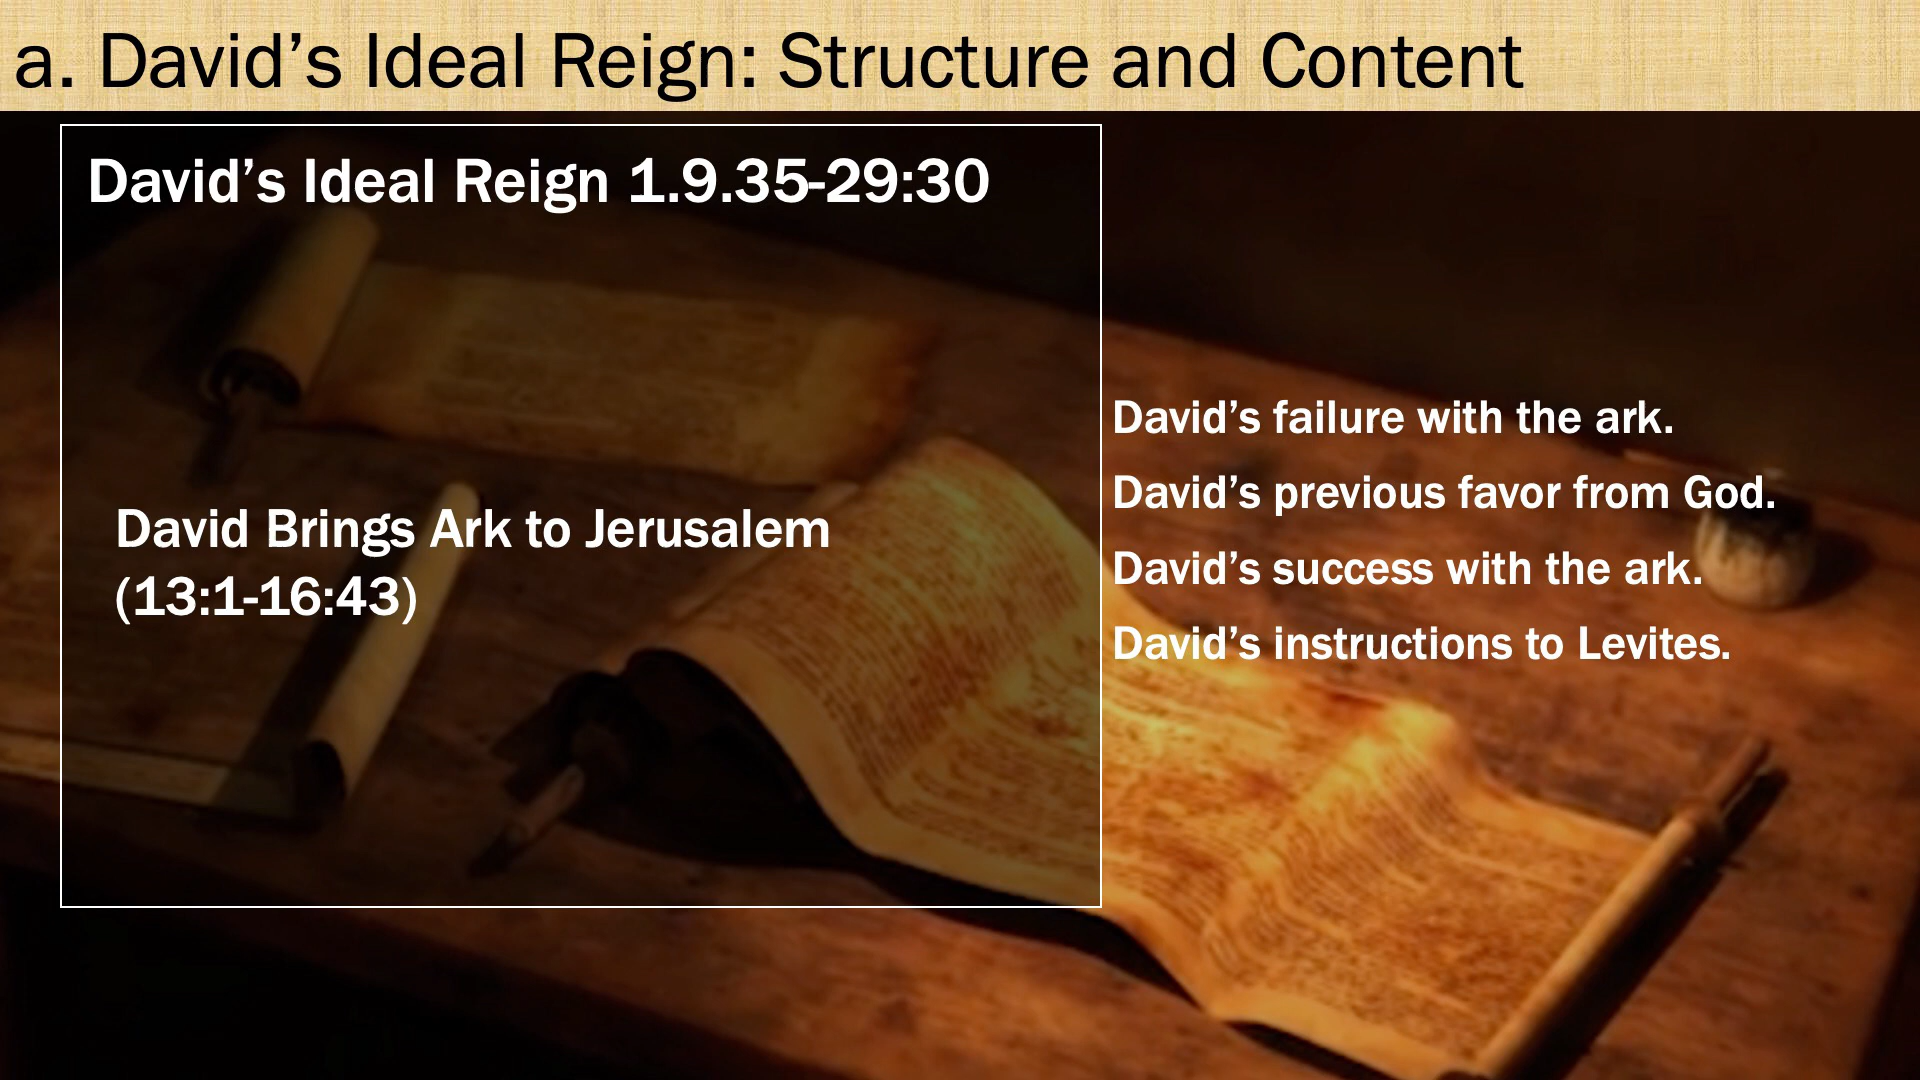 a. David’s Ideal Reign: Structure and Content
David’s Ideal Reign 1.9.35-29:30
David Brings Ark to Jerusalem
(13:1-16:43)
David’s failure with the ark.
David’s previous favor from God.
David’s success with the ark.
David’s instructions to Levites.